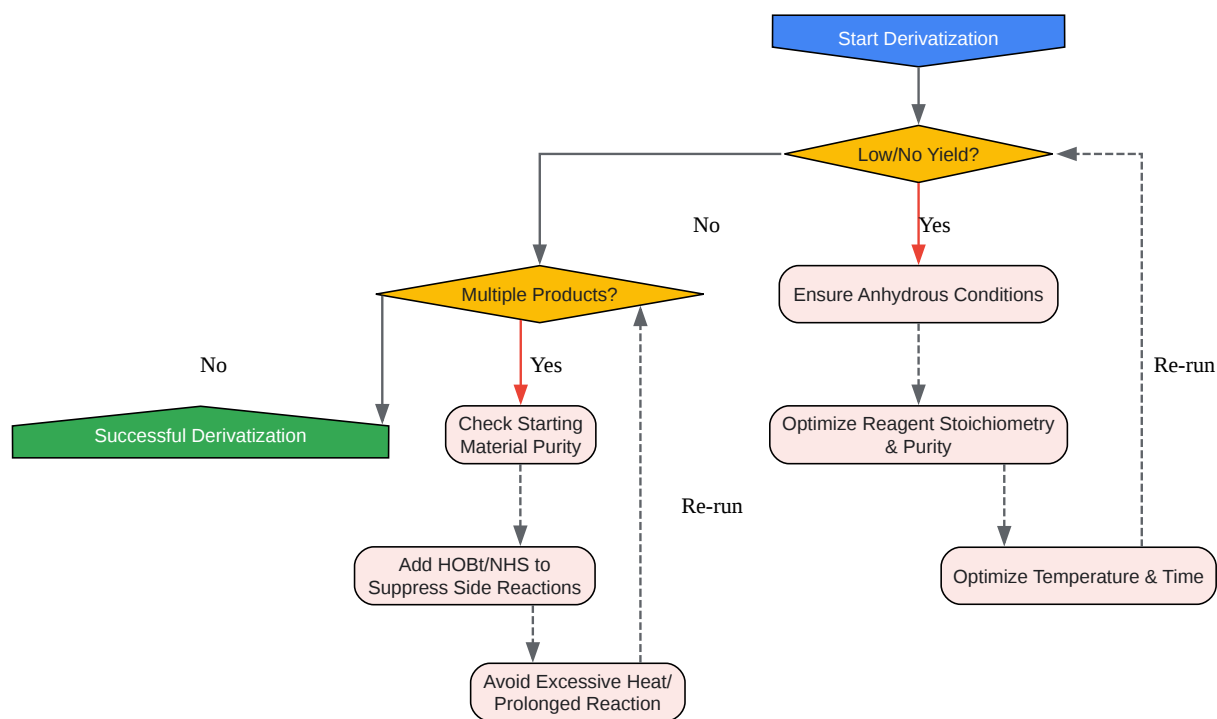 Start Derivatization
Low/No Yield?
No
Yes
Multiple Products?
Ensure Anhydrous Conditions
No
Yes
Re-run
Successful Derivatization
Check Starting
Material Purity
Optimize Reagent Stoichiometry
& Purity
Re-run
Add HOBt/NHS to
Suppress Side Reactions
Optimize Temperature & Time
Avoid Excessive Heat/
Prolonged Reaction